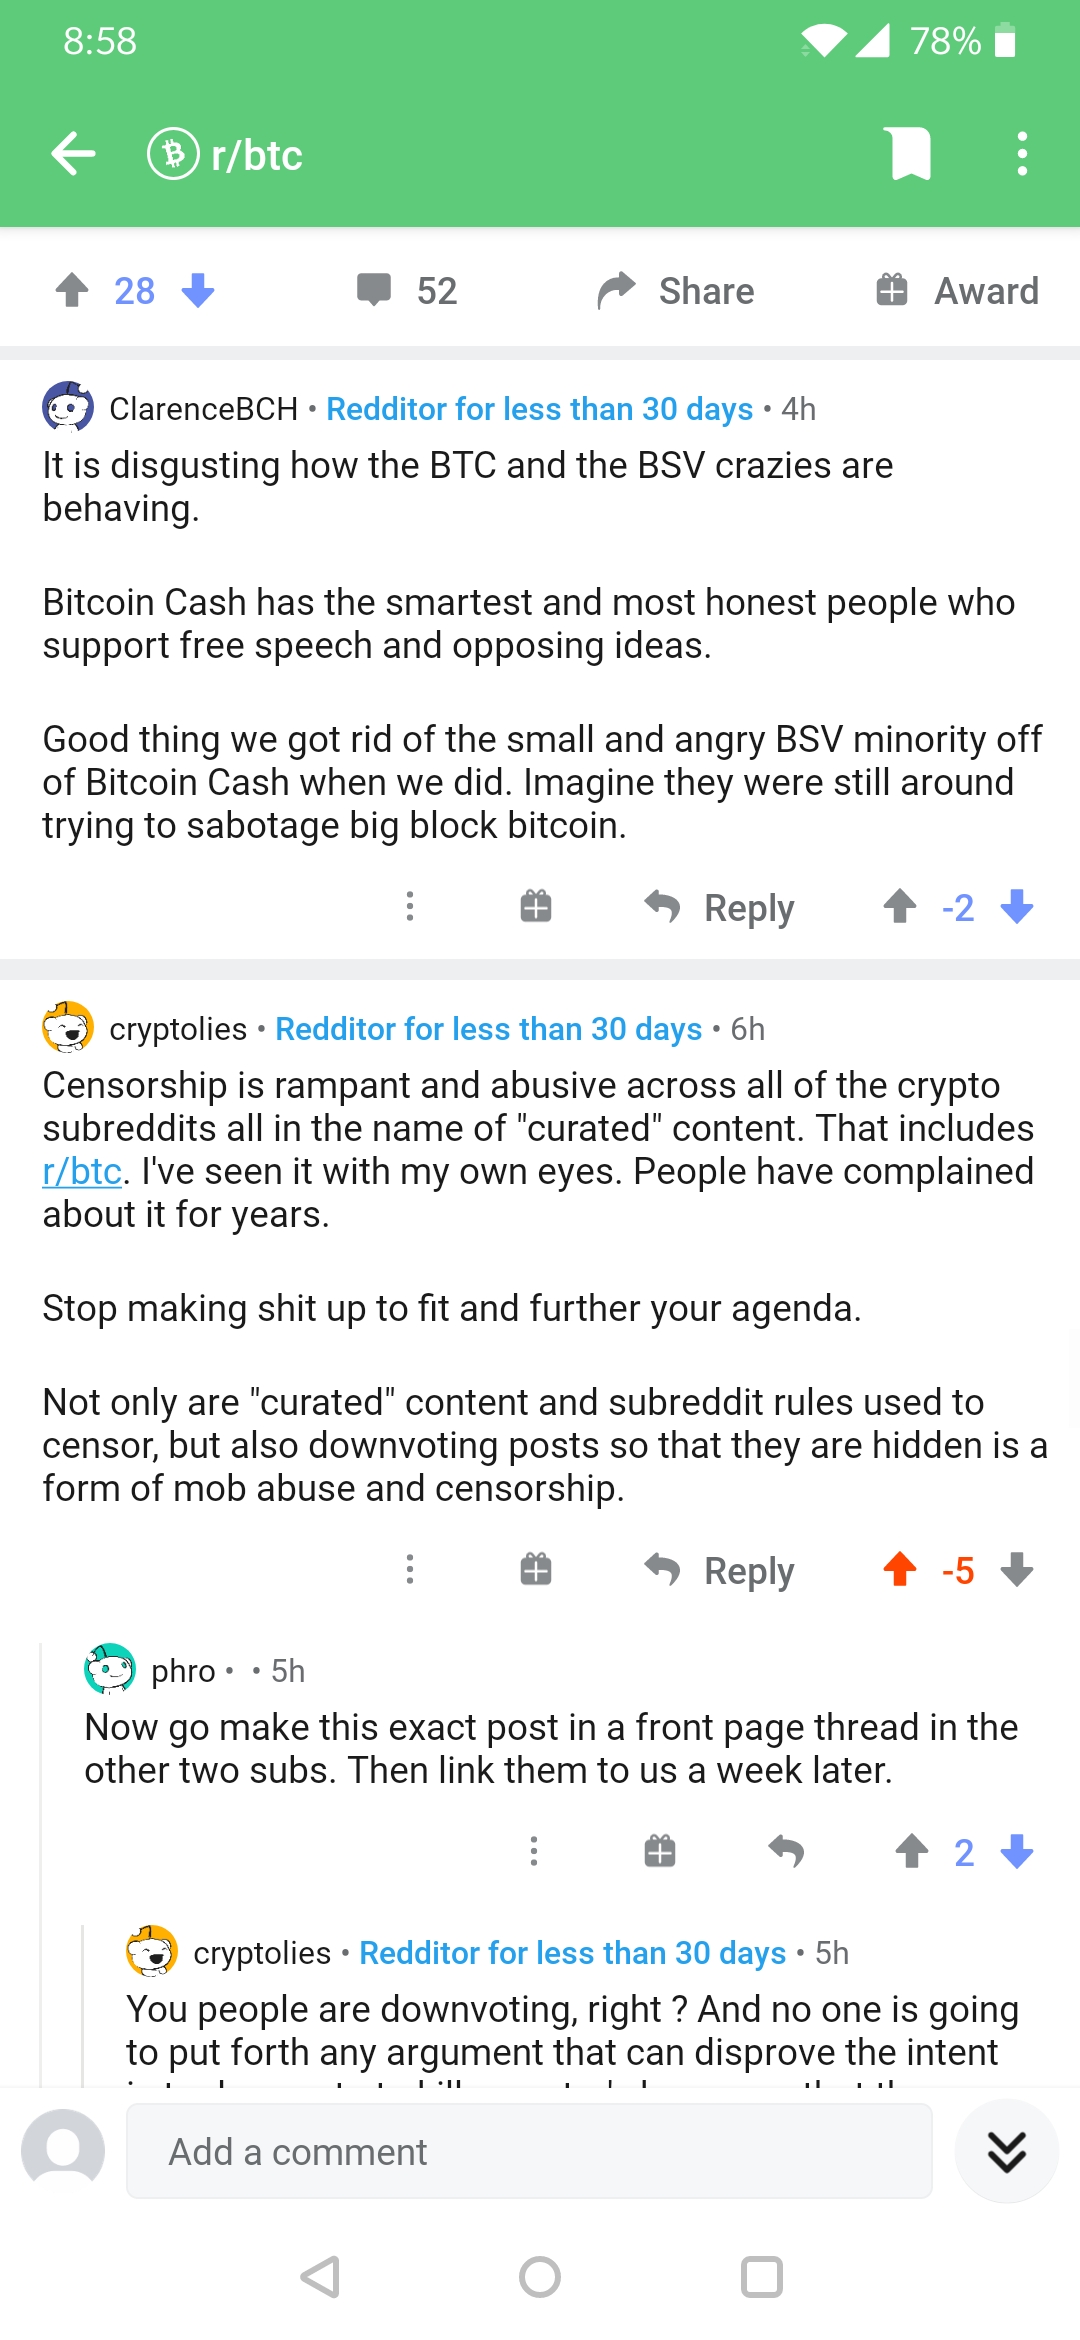 8:58
78%
r/btc
28
52
Share
Award
ClarenceBCH • Redditor for less than 30 days • 4h
It is disgusting how the BTC and the BSV crazies are
behaving.
Bitcoin Cash has the smartest and most honest people who
support free speech and opposing ideas.
Good thing we got rid of the small and angry BSV minority off
of Bitcoin Cash when we did. Imagine they were still around
trying to sabotage big block bitcoin.
Reply
-2
cryptolies • Redditor for less than 30 days • 6h
Censorship is rampant and abusive across all of the crypto
subreddits all in the name of "curated" content. That includes
r/btc. I've seen it with my own eyes. People have complained
about it for years.
Stop making shit up to fit and further your agenda.
Not only are "curated" content and subreddit rules used to
censor, but also downvoting posts so that they are hidden is a
form of mob abuse and censorship.
Reply
-5
phro • • 5h
Now go make this exact post in a front page thread in the
other two subs. Then link them to us a week later.
2
cryptolies • Redditor for less than 30 days • 5h
You people are downvoting, right ? And no one is going
to put forth any argument that can disprove the intent
Add a comment